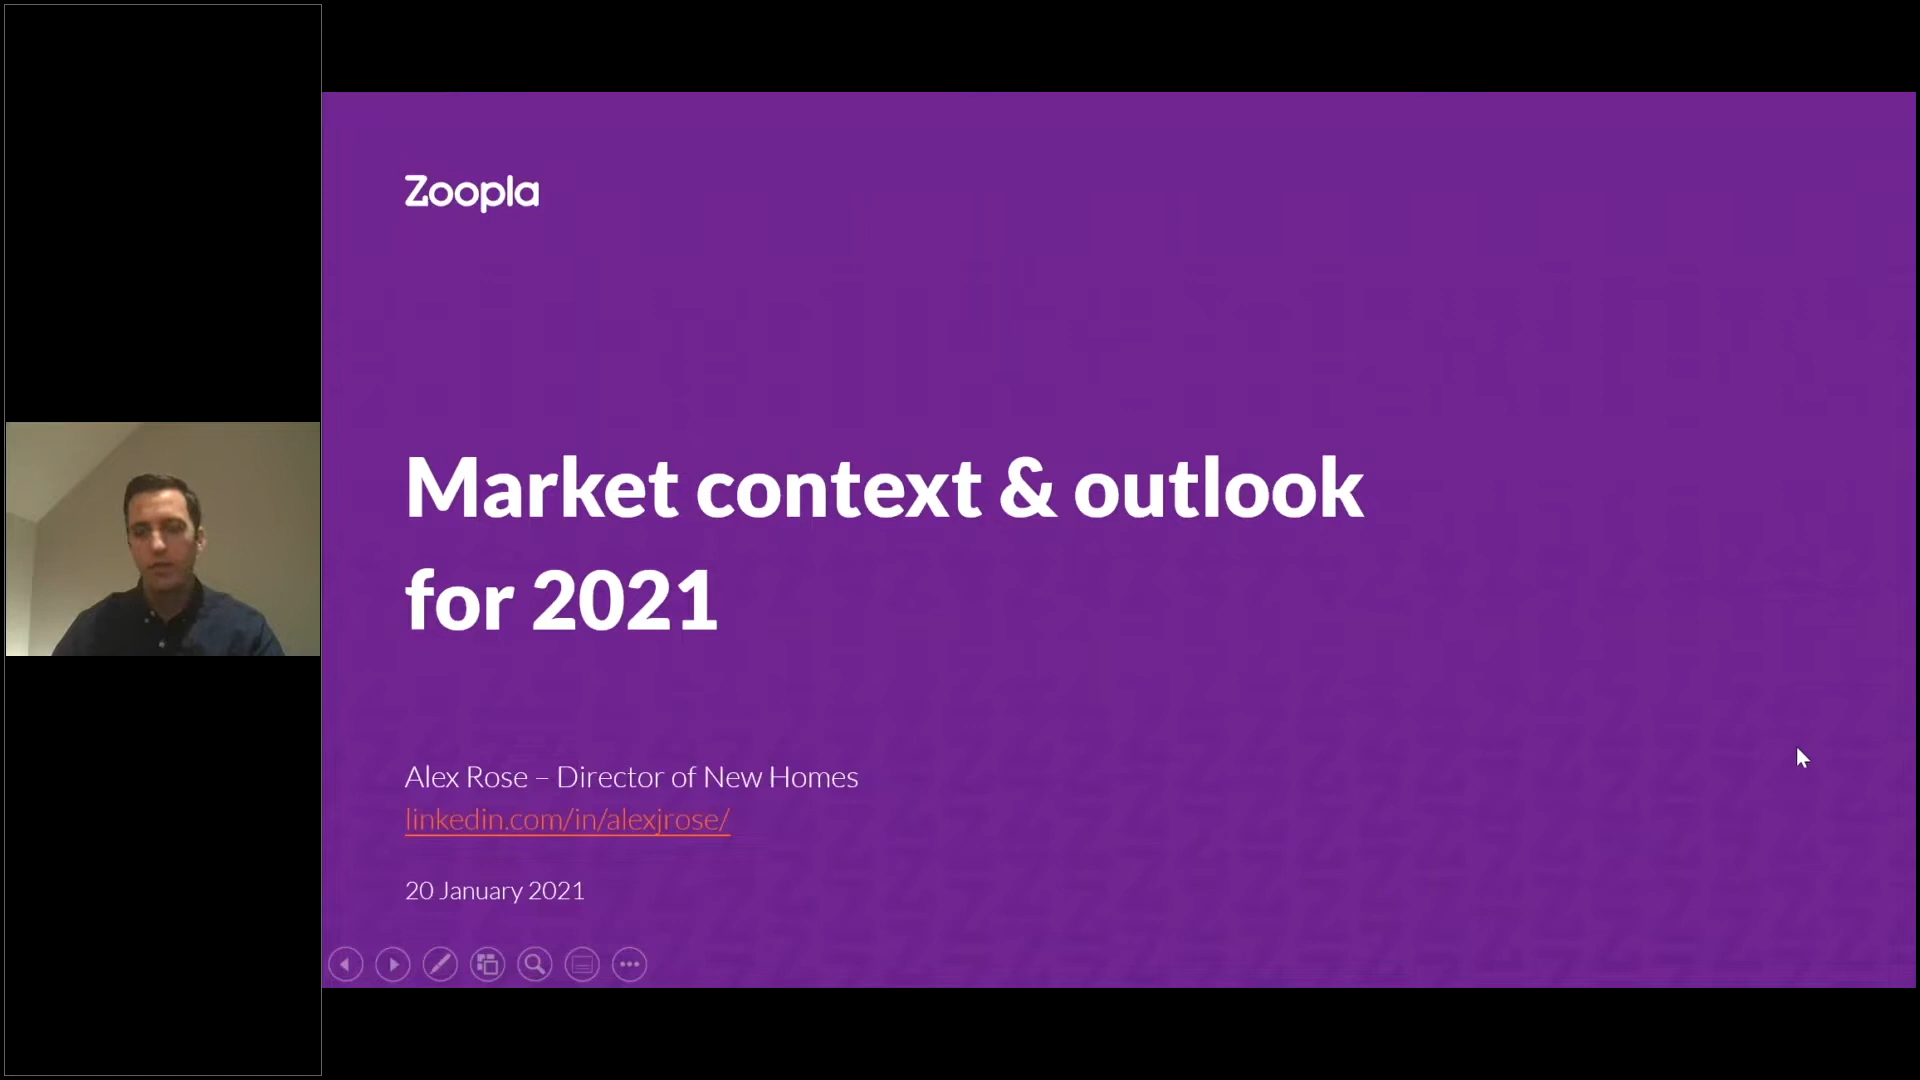 Zoopla
Market context & outlook
for 2021
Alex Rose – Director of New Homes
linkedin.com/in/alexjrose/
20 January 2021